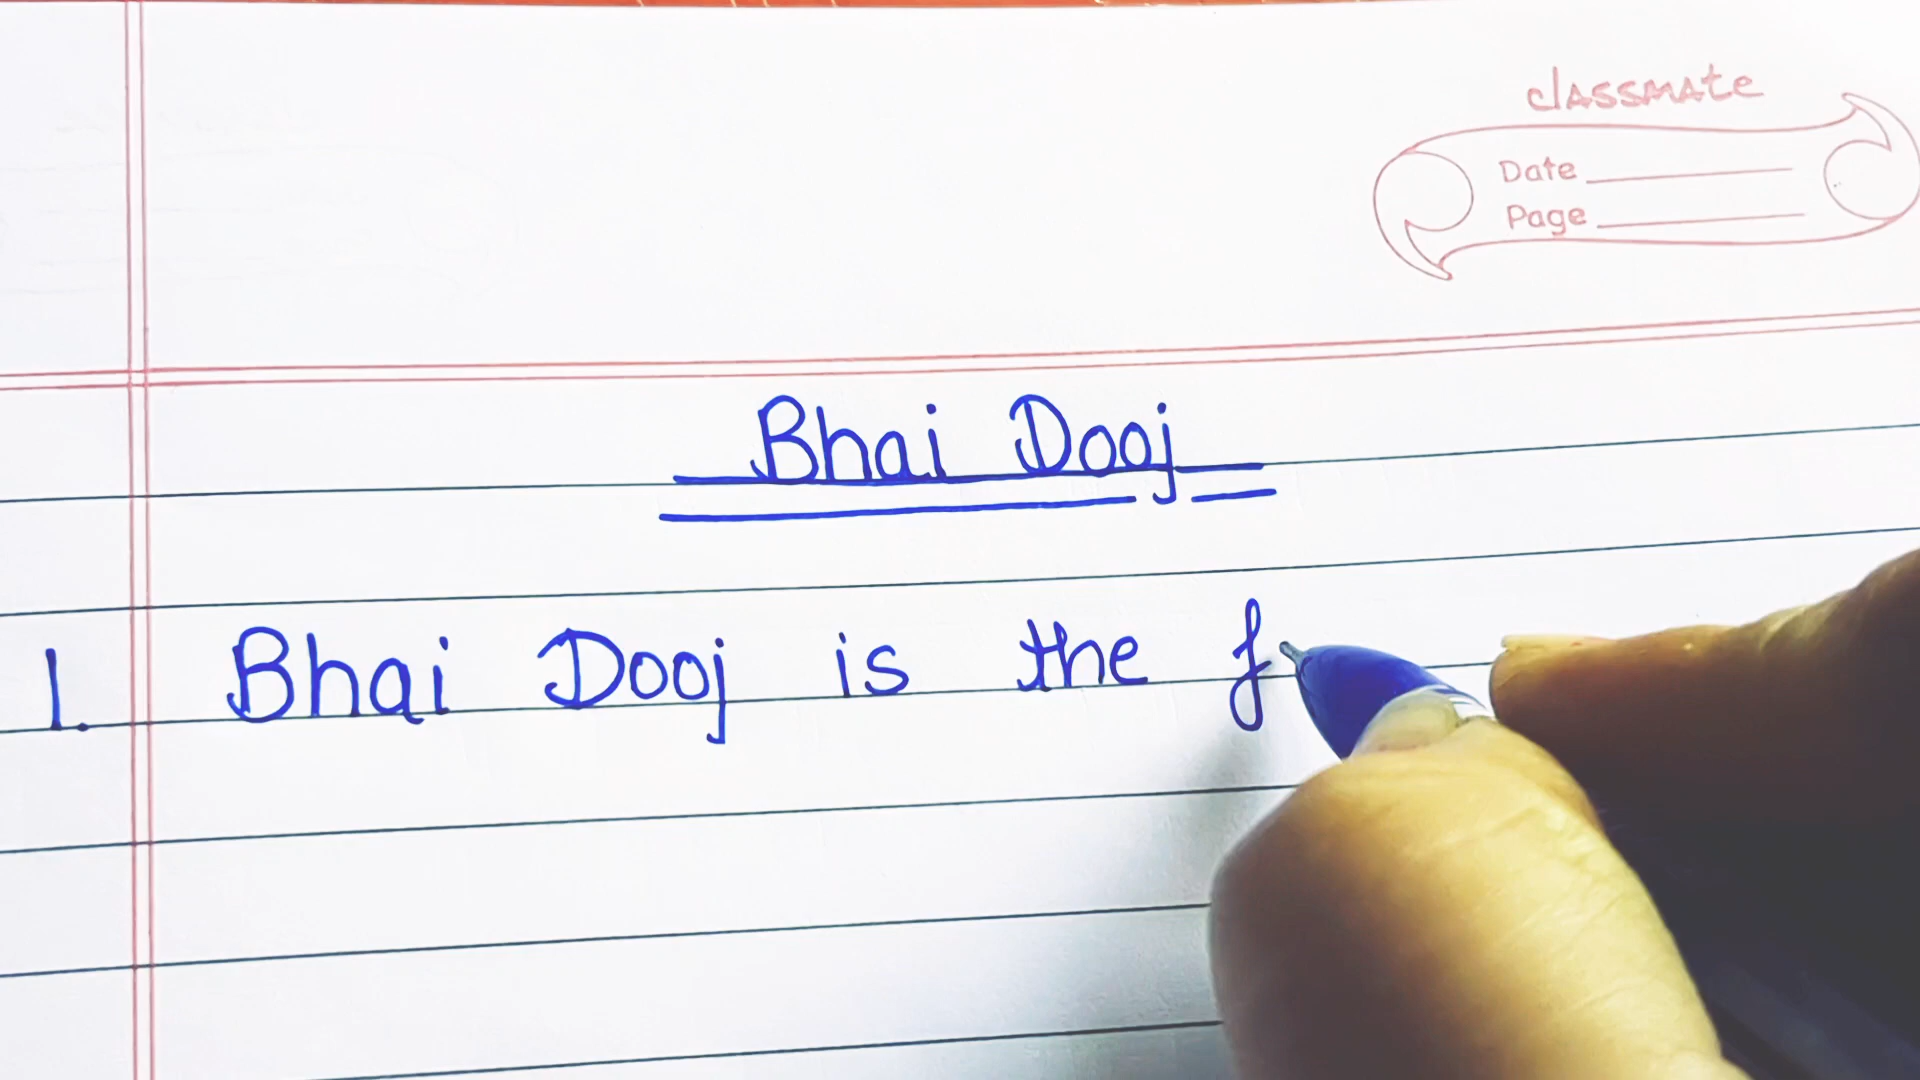 classmate
Date
Page
Bhai Dooj
1. Bhai Dooj is the f